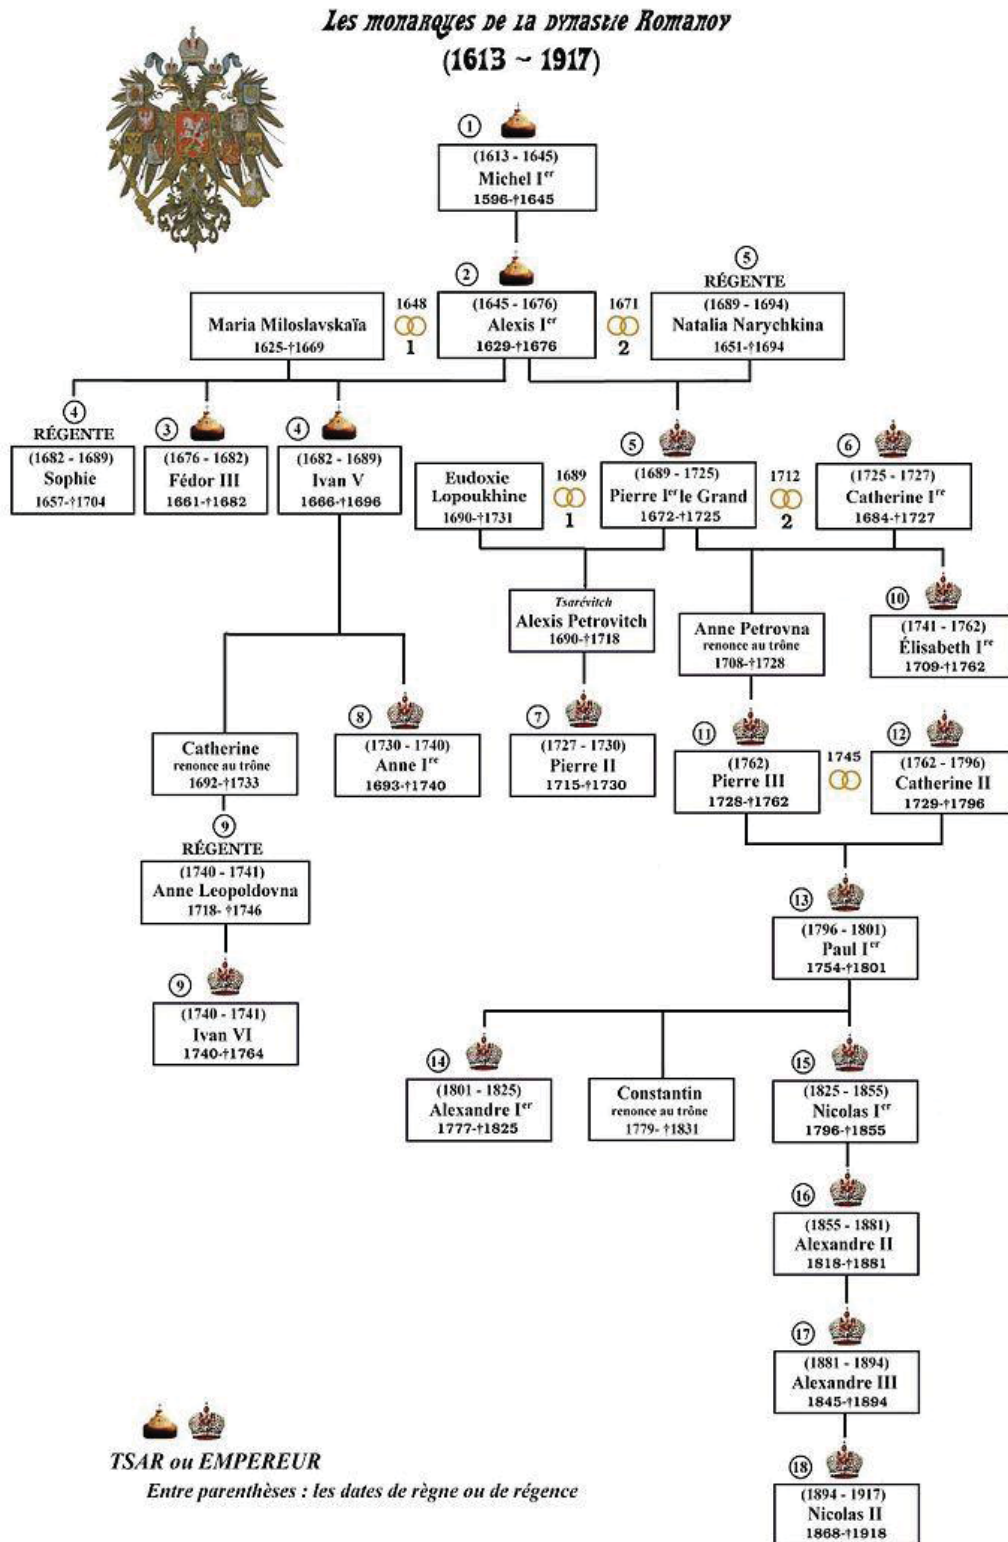 Les monarques de la dynastie Romanov
(1613 ~ 1917)
1
(1613 - 1645)
Michel Ier
1596-†1645
2
(1645 - 1676)
Alexis Ier
1629-†1676
Maria Miloslavskaïa
1625-†1669
1648
1
1671
2
5
RÉGENTE
(1689 - 1694)
Natalia Narychkina
1651-†1694
4
RÉGENTE
(1682 - 1689)
Sophie
1657-†1704
3
(1676 - 1682)
Fédor III
1661-†1682
4
(1682 - 1689)
Ivan V
1666-†1696
Eudoxie
Lopoukhine
1690-†1731
1689
1
5
(1689 - 1725)
Pierre Ier le Grand
1672-†1725
1712
2
6
(1725 - 1727)
Catherine Ire
1684-†1727
Tsarévitch
Alexis Petrovitch
1690-†1718
Anne Petrovna
renonce au trône
1708-†1728
10
(1741 - 1762)
Élisabeth Ire
1709-†1762
Catherine
renonce au trône
1692-†1733
8
(1730 - 1740)
Anne Ire
1693-†1740
7
(1727 - 1730)
Pierre II
1715-†1730
11
(1762)
Pierre III
1728-†1762
1745
12
(1762 - 1796)
Catherine II
1729-†1796
9
RÉGENTE
(1740 - 1741)
Anne Leopoldovna
1718- †1746
9
(1740 - 1741)
Ivan VI
1740-†1764
13
(1796 - 1801)
Paul Ier
1754-†1801
14
(1801 - 1825)
Alexandre Ier
1777-†1825
Constantin
renonce au trône
1779- †1831
15
(1825 - 1855)
Nicolas Ier
1796-†1855
16
(1855 - 1881)
Alexandre II
1818-†1881
17
(1881 - 1894)
Alexandre III
1845-†1894
18
(1894 - 1917)
Nicolas II
1868-†1918
TSAR ou EMPEREUR
Entre parenthèses : les dates de règne ou de régence